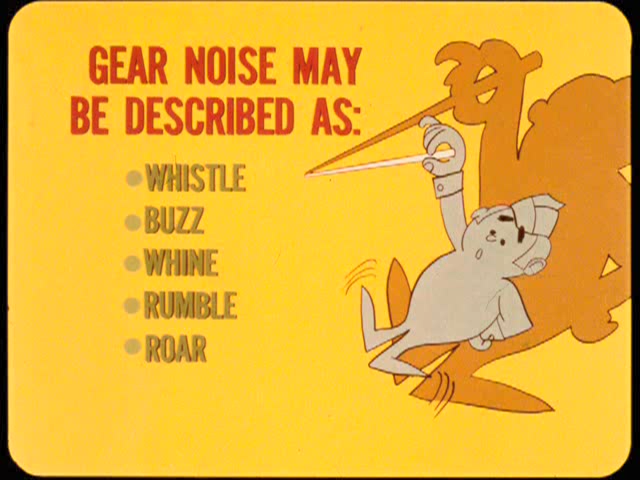 GEAR NOISE MAY
BE DESCRIBED AS:
• WHISTLE
• BUZZ
• WHINE
• RUMBLE
• ROAR